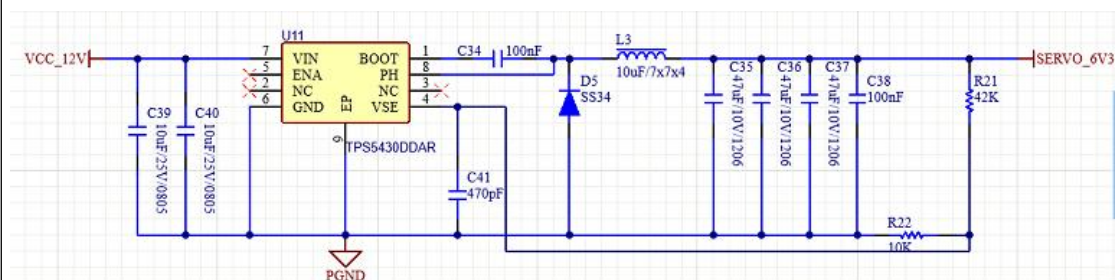 U11
VCC_12V
7 VIN BOOT 1
5 ENA PH 8
2 NC NC 3
6 GND VSE 4
EP
9
TPS5430DDAR
PGND
C39
10uF/25V/0805
C40
10uF/25V/0805
C34 100nF
C41
470pF
D5
SS34
L3
10uF/7x7x4
C35
47uF/10V/1206
C36
47uF/10V/1206
C37
47uF/10V/1206
C38
100nF
R21
42K
R22
10K
SERVO_6V3